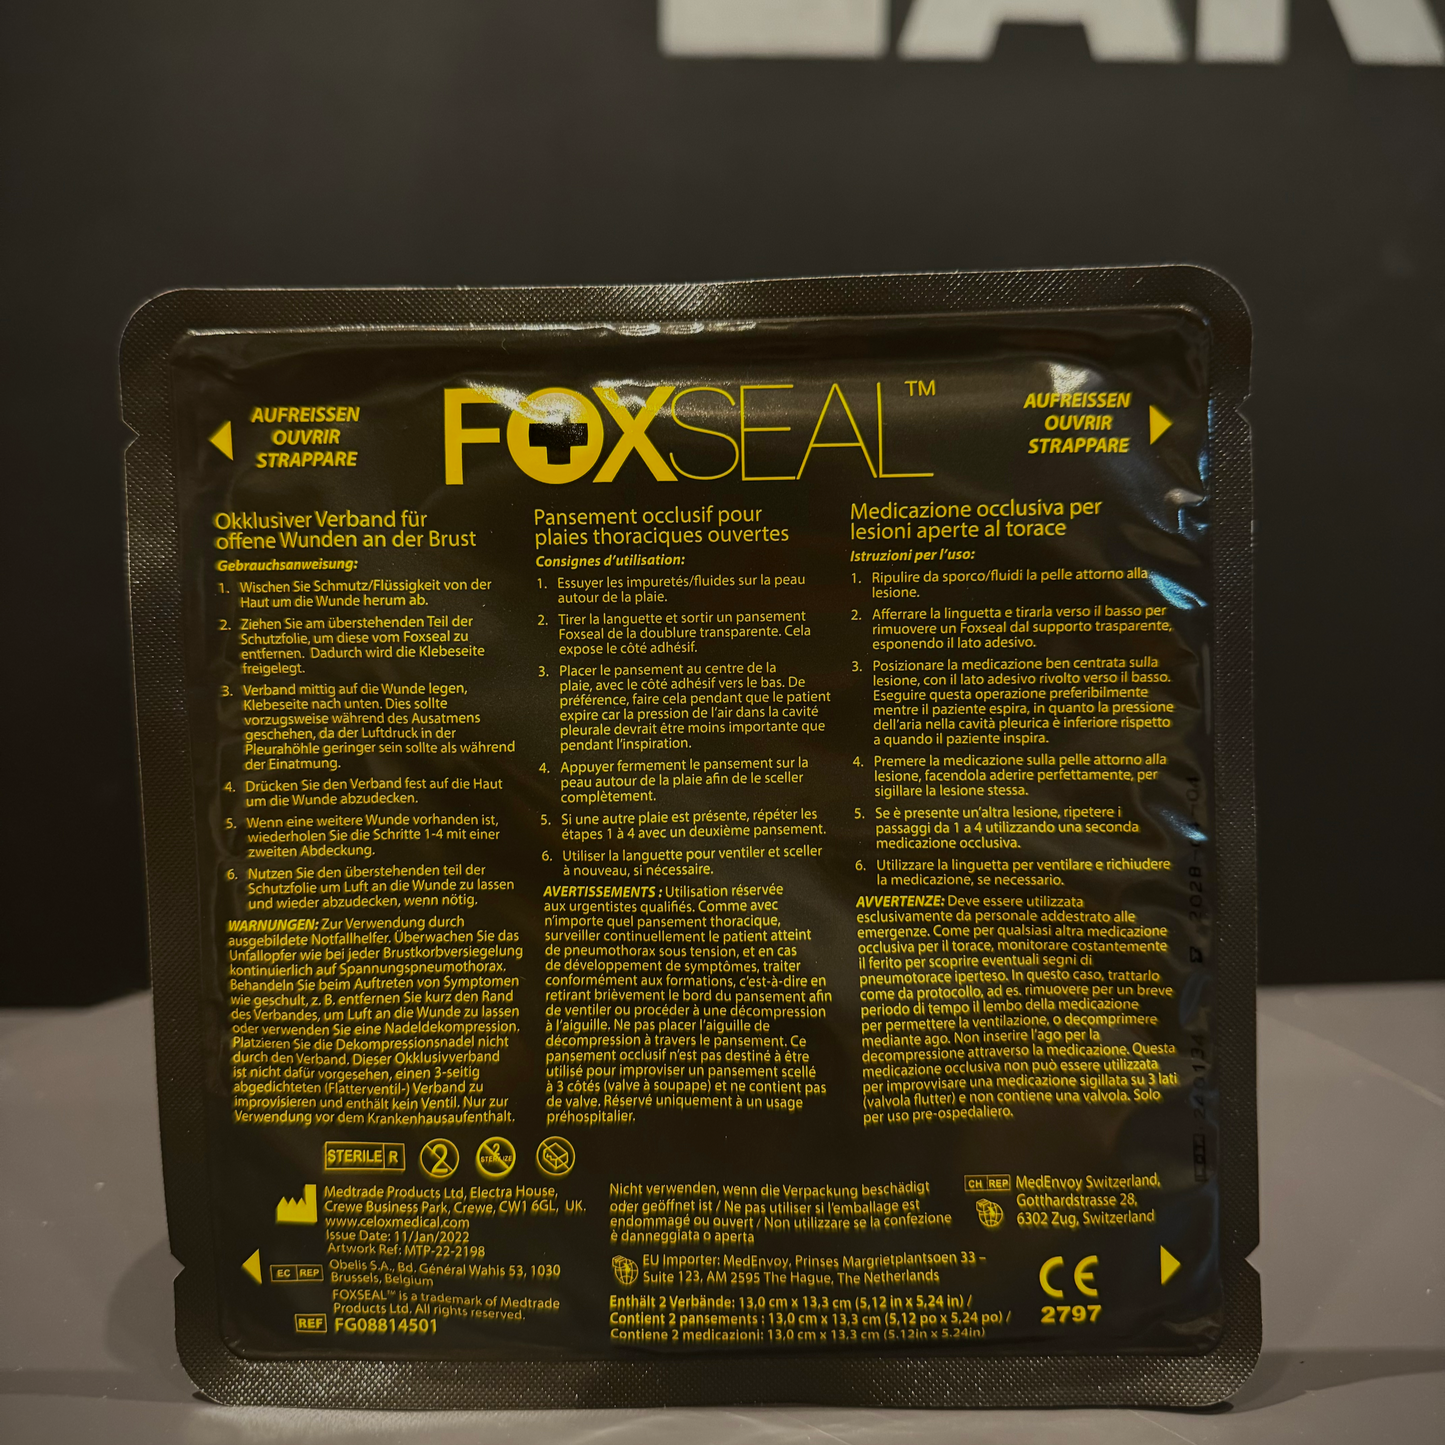 AUFREISSEN
OUVRIR
STRAPPARE
FOXSEAL™
AUFREISSEN
OUVRIR
STRAPPARE
Okklusiver Verband für
offene Wunden an der Brust
Gebrauchsanweisung:
1. Wischen Sie Schmutz/Flüssigkeit von der
Haut um die Wunde herum ab.
2. Ziehen Sie am überstehenden Teil der
Schutzfolie, um diese vom Foxseal zu
entfernen. Dadurch wird die Klebeseite
freigelegt.
3. Verband mittig auf die Wunde legen,
Klebeseite nach unten. Dies sollte
vorzugsweise während des Ausatmens
geschehen, da der Luftdruck in der
Pleurahöhle geringer sein sollte als während
der Einatmung.
4. Drücken Sie den Verband fest auf die Haut
um die Wunde abzudecken.
5. Wenn eine weitere Wunde vorhanden ist,
wiederholen Sie die Schritte 1-4 mit einer
zweiten Abdeckung.
6. Nutzen Sie den überstehenden teil der
Schutzfolie um Luft an die Wunde zu lassen
und wieder abzudecken, wenn nötig.
WARNUNGEN: Zur Verwendung durch
ausgebildete Notfallhelfer. Überwachen Sie das
Unfallopfer wie bei jeder Brustkorbversiegelung
kontinuierlich auf Spannungspneumothorax.
Behandeln Sie beim Auftreten von Symptomen
wie geschult, z. B. entfernen Sie kurz den Rand
des Verbandes, um Luft an die Wunde zu lassen
oder verwenden Sie eine Nadeldekompression.
Platzieren Sie die Dekompressionsnadel nicht
durch den Verband. Dieser Okklusivverband
ist nicht dafür vorgesehen, einen 3-seitig
abgedichteten (Flatterventil-) Verband zu
improvisieren und enthält kein Ventil. Nur zur
Verwendung vor dem Krankenhausaufenthalt.
Pansement occlusif pour
plaies thoraciques ouvertes
Consignes d'utilisation:
1. Essuyer les impuretés/fluides sur la peau
autour de la plaie.
2. Tirer la languette et sortir un pansement
Foxseal de la doublure transparente. Cela
expose le côté adhésif.
3. Placer le pansement au centre de la
plaie, avec le côté adhésif vers le bas. De
préférence, faire cela pendant que le patient
expire car la pression de l'air dans la cavité
pleurale devrait être moins importante que
pendant l'inspiration.
4. Appuyer fermement le pansement sur la
peau autour de la plaie afin de le sceller
complètement.
5. Si une autre plaie est présente, répéter les
étapes 1 à 4 avec un deuxième pansement.
6. Utiliser la languette pour ventiler et sceller
à nouveau, si nécessaire.
AVERTISSEMENTS : Utilisation réservée
aux urgentistes qualifiés. Comme avec
n'importe quel pansement thoracique,
surveiller continuellement le patient atteint
de pneumothorax sous tension, et en cas
de développement de symptômes, traiter
conformément aux formations, c'est-à-dire en
retirant brièvement le bord du pansement afin
de ventiler ou procéder à une décompression
à l'aiguille. Ne pas placer l'aiguille de
décompression à travers le pansement. Ce
pansement occlusif n'est pas destiné à être
utilisé pour improviser un pansement scellé
à 3 côtés (valve à soupape) et ne contient pas
de valve. Réservé uniquement à un usage
préhospitalier.
Medicazione occlusiva per
lesioni aperte al torace
Istruzioni per l'uso:
1. Ripulire da sporco/fluidi la pelle attorno alla
lesione.
2. Afferrare la linguetta e tirarla verso il basso per
rimuovere un Foxseal dal supporto trasparente,
esponendo il lato adesivo.
3. Posizionare la medicazione ben centrata sulla
lesione, con il lato adesivo rivolto verso il basso.
Eseguire questa operazione preferibilmente
mentre il paziente espira, in quanto la pressione
dell'aria nella cavità pleurica è inferiore rispetto
a quando il paziente inspira.
4. Premere la medicazione sulla pelle attorno alla
lesione, facendola aderire perfettamente, per
sigillare la lesione stessa.
5. Se è presente un'altra lesione, ripetere i
passaggi da 1 a 4 utilizzando una seconda
medicazione occlusiva.
6. Utilizzare la linguetta per ventilare e richiudere
la medicazione, se necessario.
AVVERTENZE: Deve essere utilizzata
esclusivamente da personale addestrato alle
emergenze. Come per qualsiasi altra medicazione
occlusiva per il torace, monitorare costantemente
il ferito per scoprire eventuali segni di
pneumotorace iperteso. In questo caso, trattarlo
come da protocollo, ad es. rimuovere per un breve
periodo di tempo il lembo della medicazione
per permettere la ventilazione, o decomprimere
mediante ago. Non inserire l'ago per la
decompressione attraverso la medicazione. Questa
medicazione occlusiva non può essere utilizzata
per improvvisare una medicazione sigillata su 3 lati
(valvola flutter) e non contiene una valvola. Solo
per uso pre-ospedaliero.
STERILE R
2
2 STERILIZE
Medtrade Products Ltd, Electra House,
Crewe Business Park, Crewe, CW1 6GL, UK.
www.celoxmedical.com
Issue Date: 11/Jan/2022
Artwork Ref: MTP-22-2198
EC REP
Obelis S.A., Bd. Général Wahis 53, 1030
Brussels, Belgium
FOXSEAL™ is a trademark of Medtrade
Products Ltd. All rights reserved.
REF FG08814501
Nicht verwenden, wenn die Verpackung beschädigt
oder geöffnet ist / Ne pas utiliser si l'emballage est
endommagé ou ouvert / Non utilizzare se la confezione
è danneggiata o aperta
EU Importer: MedEnvoy, Prinses Margrietplantsoen 33 –
Suite 123, AM 2595 The Hague, The Netherlands
Enthält 2 Verbände: 13,0 cm x 13,3 cm (5,12 in x 5,24 in) /
Contient 2 pansements : 13,0 cm x 13,3 cm (5,12 po x 5,24 po) /
Contiene 2 medicazioni: 13,0 cm x 13,3 cm (5.12in x 5.24in)
CH REP MedEnvoy Switzerland,
Gotthardstrasse 28,
6302 Zug, Switzerland
CE
2797